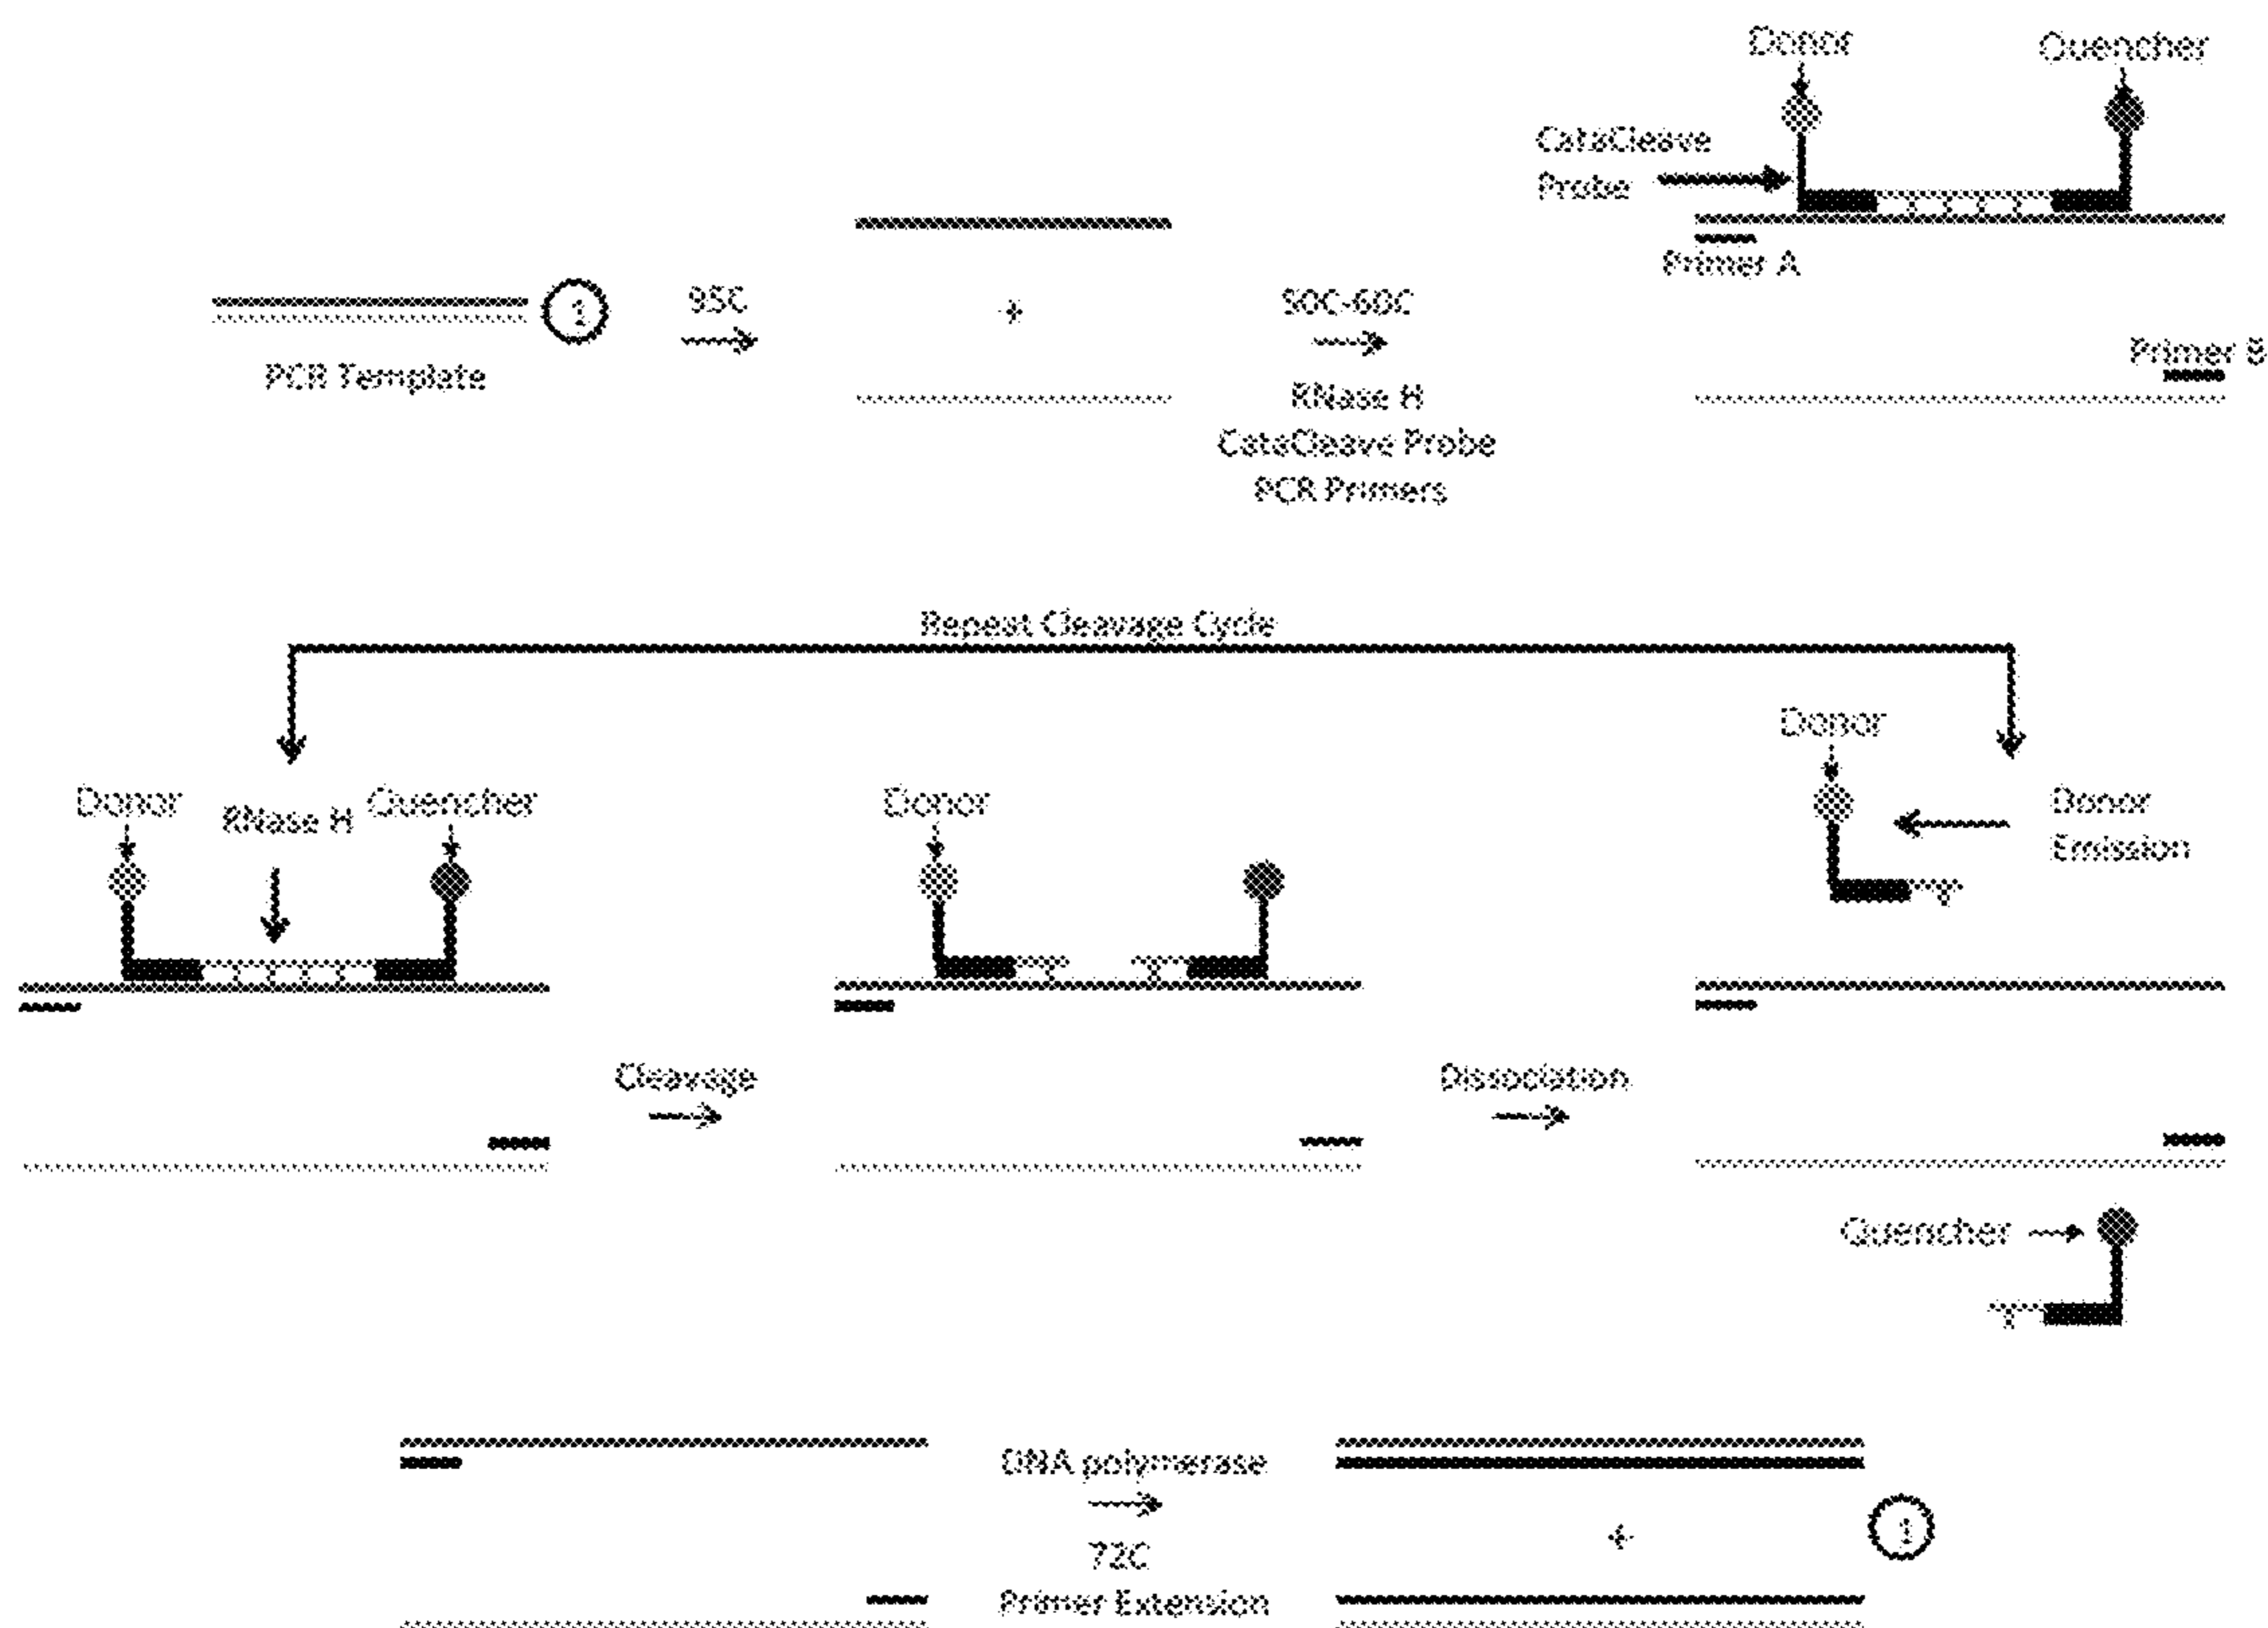 Donor
Quencher
CataCleave
Probe
Primer A
1
95C
50C-60C
PCR Template
+
Primer B
RNase H
CataCleave Probe
PCR Primers
Repeat Cleavage Cycle
Donor
RNase H
Quencher
Donor
Donor
Donor
Emission
Cleavage
Dissociation
Quencher
DNA polymerase
72C
Primer Extension
+
1